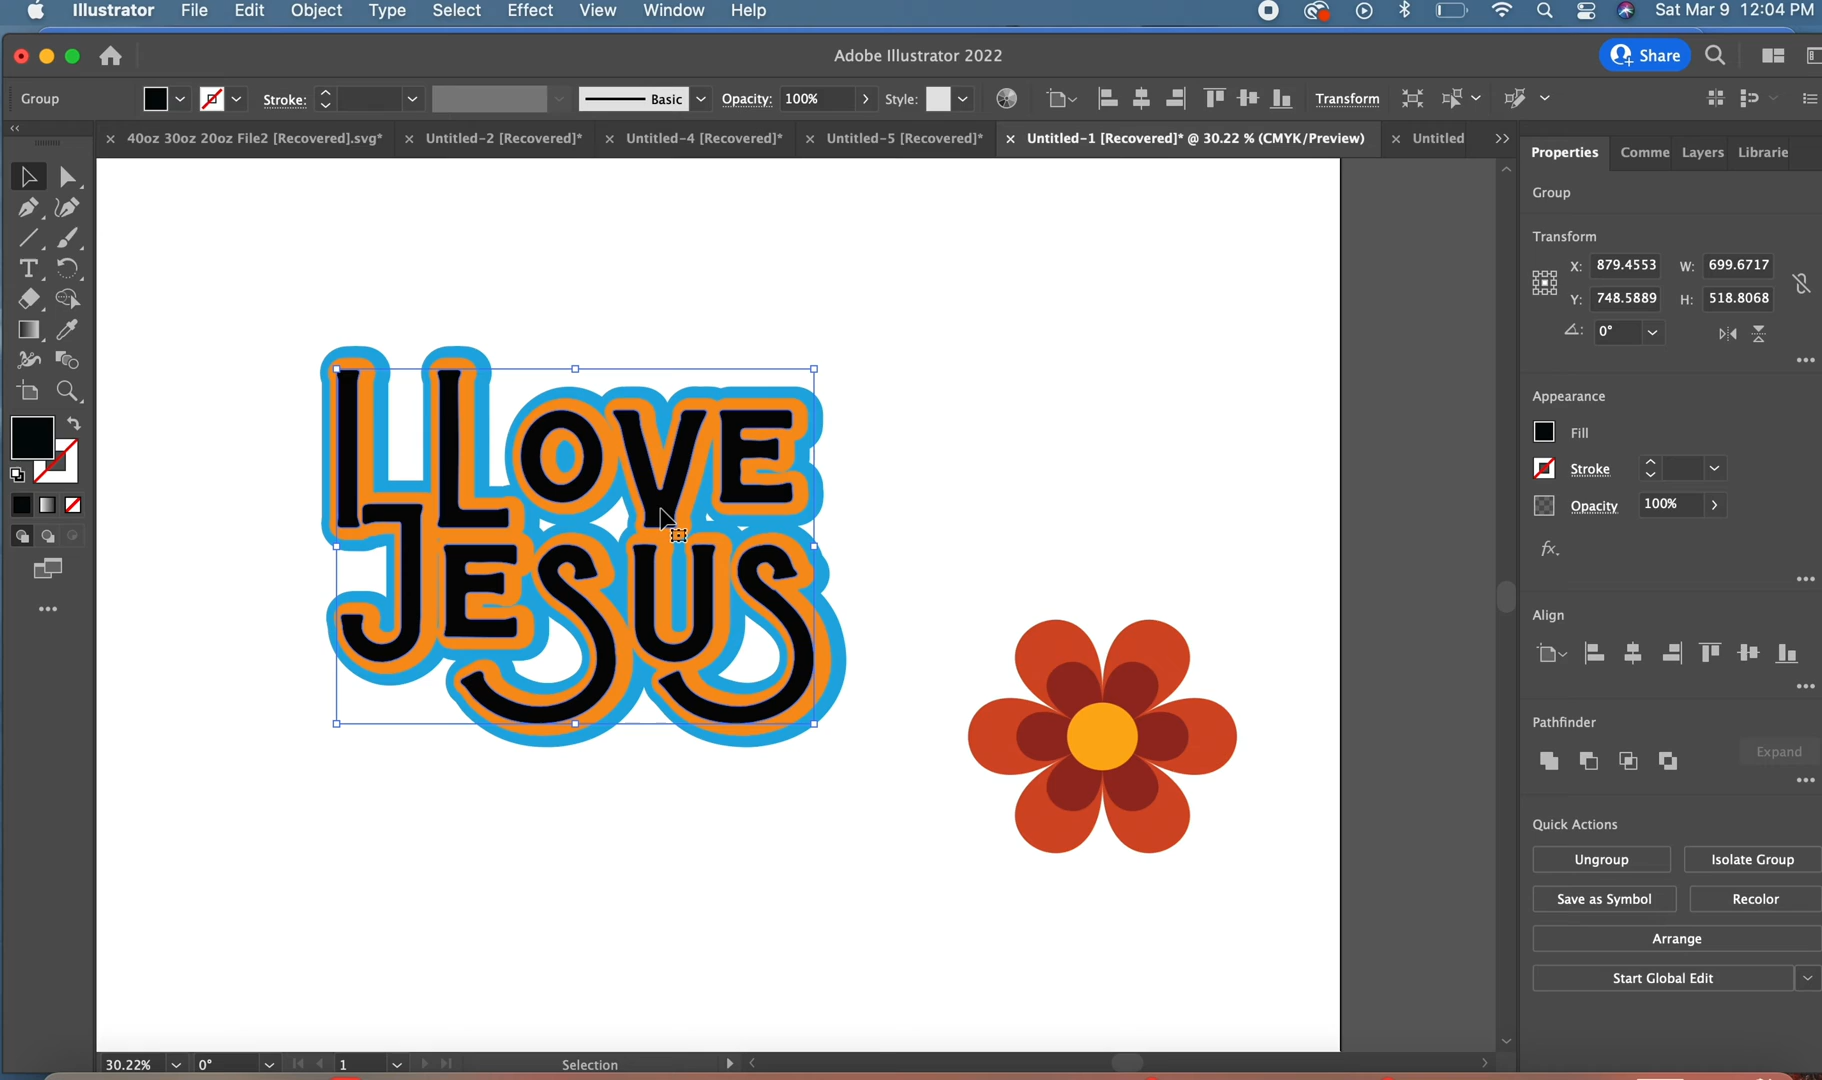 Illustrator File Edit Object Type Select Effect View Window Help Sat Mar 9 12:04 PM
Adobe Illustrator 2022 Share
Group Stroke: Basic Opacity: 100% Style: Transform
40oz 30oz 20oz File2 [Recovered].svg* Untitled-2 [Recovered]* Untitled-4 [Recovered]* Untitled-5 [Recovered]* Untitled-1 [Recovered]* @ 30.22 % (CMYK/Preview) Untitled
Properties Comme Layers Librarie
Group
Transform
X: 879.4553 W: 699.6717
Y: 748.5889 H: 518.8068
0°
Appearance
Fill
Stroke
Opacity 100%
fx.
Align
Pathfinder
Expand
Quick Actions
Ungroup Isolate Group
Save as Symbol Recolor
Arrange
Start Global Edit
I LOVE
JESUS
30.22% 0° 1 Selection